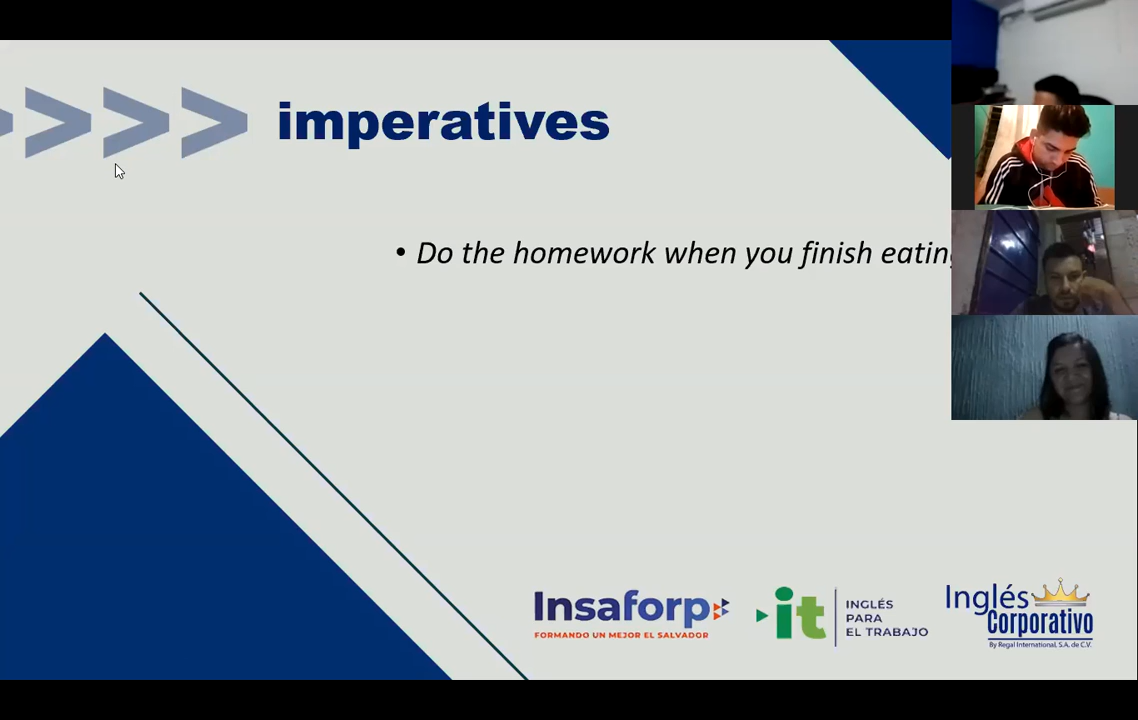 imperatives
• Do the homework when you finish eating
Insaforp
FORMANDO UN MEJOR EL SALVADOR
it
INGLÉS
PARA
EL TRABAJO
Inglés
Corporativo
By Regal International, S.A. de C.V.